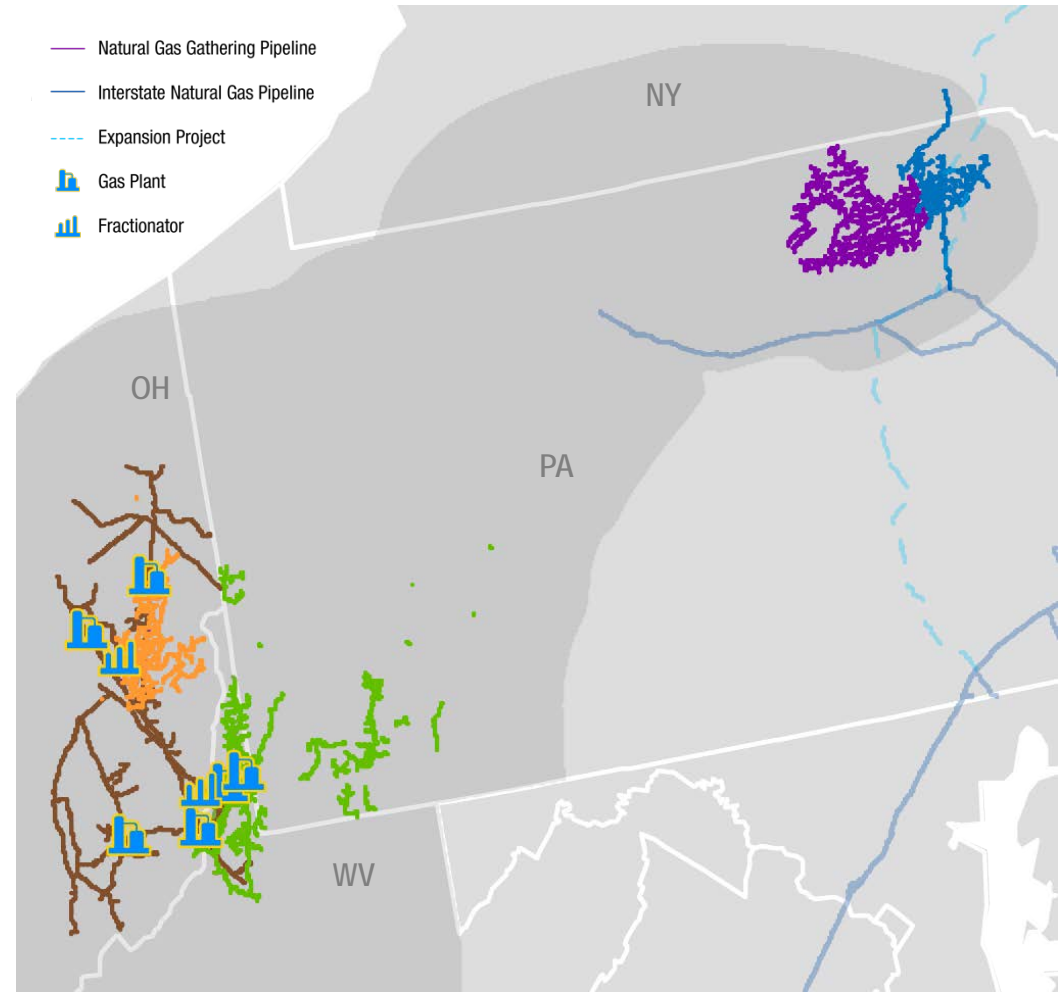 Natural Gas Gathering Pipeline
Interstate Natural Gas Pipeline
Expansion Project
Gas Plant
Fractionator
NY
OH
PA
WV